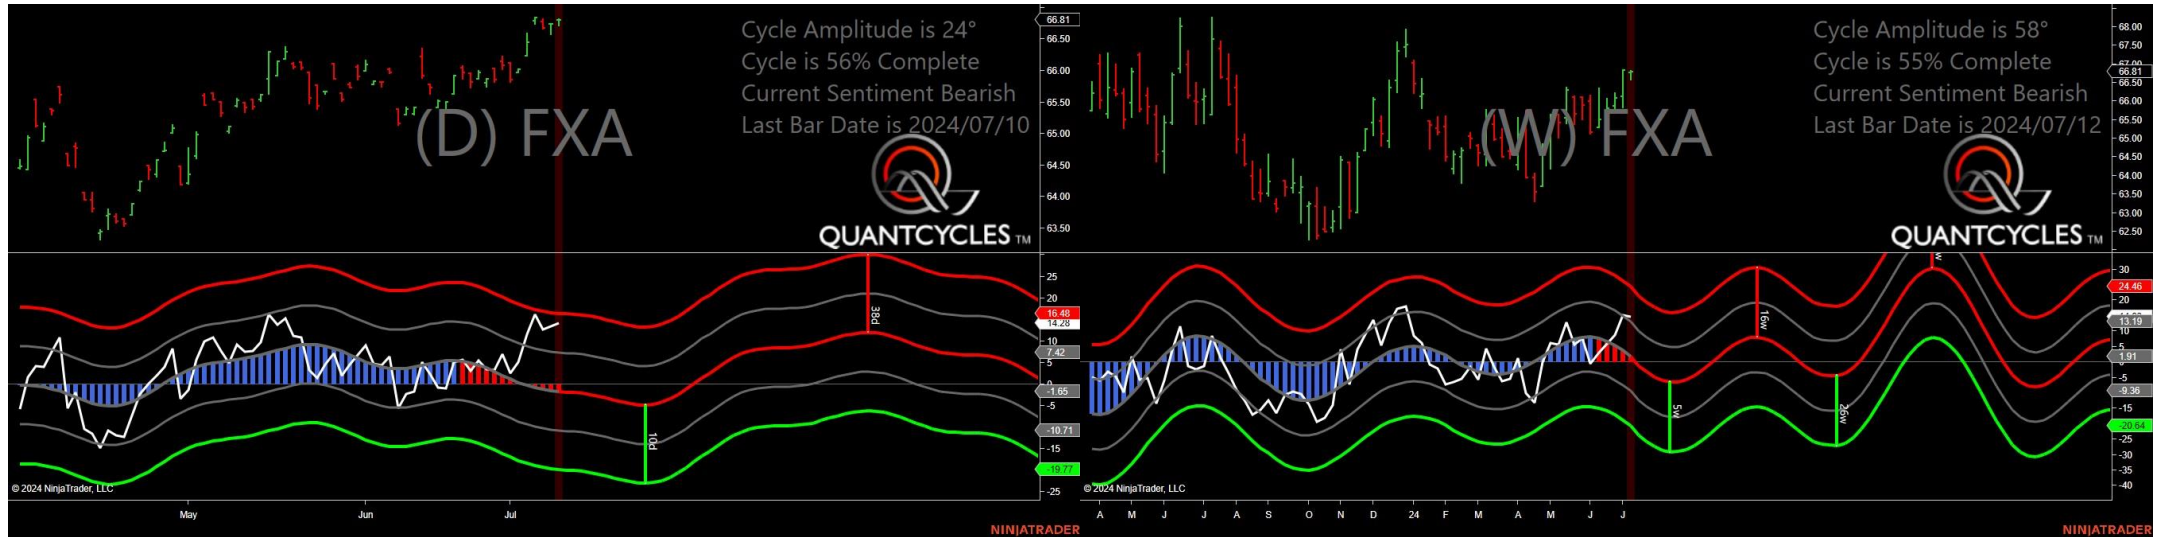 Cycle Amplitude is 24°
Cycle is 56% Complete
Current Sentiment Bearish
Last Bar Date is 2024/07/10
(D) FXA
QUANTCYCLES TM
66.81
66.50
66.00
65.50
65.00
64.50
64.00
63.50
25
20
16.48
14.28
10
7.42
5
0
-1.65
-5
-10.71
-15
-19.77
-25
38d
10d
© 2024 NinjaTrader, LLC
May Jun Jul
NINJATRADER
Cycle Amplitude is 58°
Cycle is 55% Complete
Current Sentiment Bearish
Last Bar Date is 2024/07/12
(W) FXA
QUANTCYCLES TM
68.00
67.50
67.00
66.81
66.50
66.00
65.50
65.00
64.50
64.00
63.50
63.00
62.50
30
24.46
20
13.19
10
5
1.91
-5
-9.36
-15
-20.64
-25
-30
-35
-40
16w
5w
26w
w
© 2024 NinjaTrader, LLC
A M J J A S O N D 24 F M A M J J
NINJATRADER